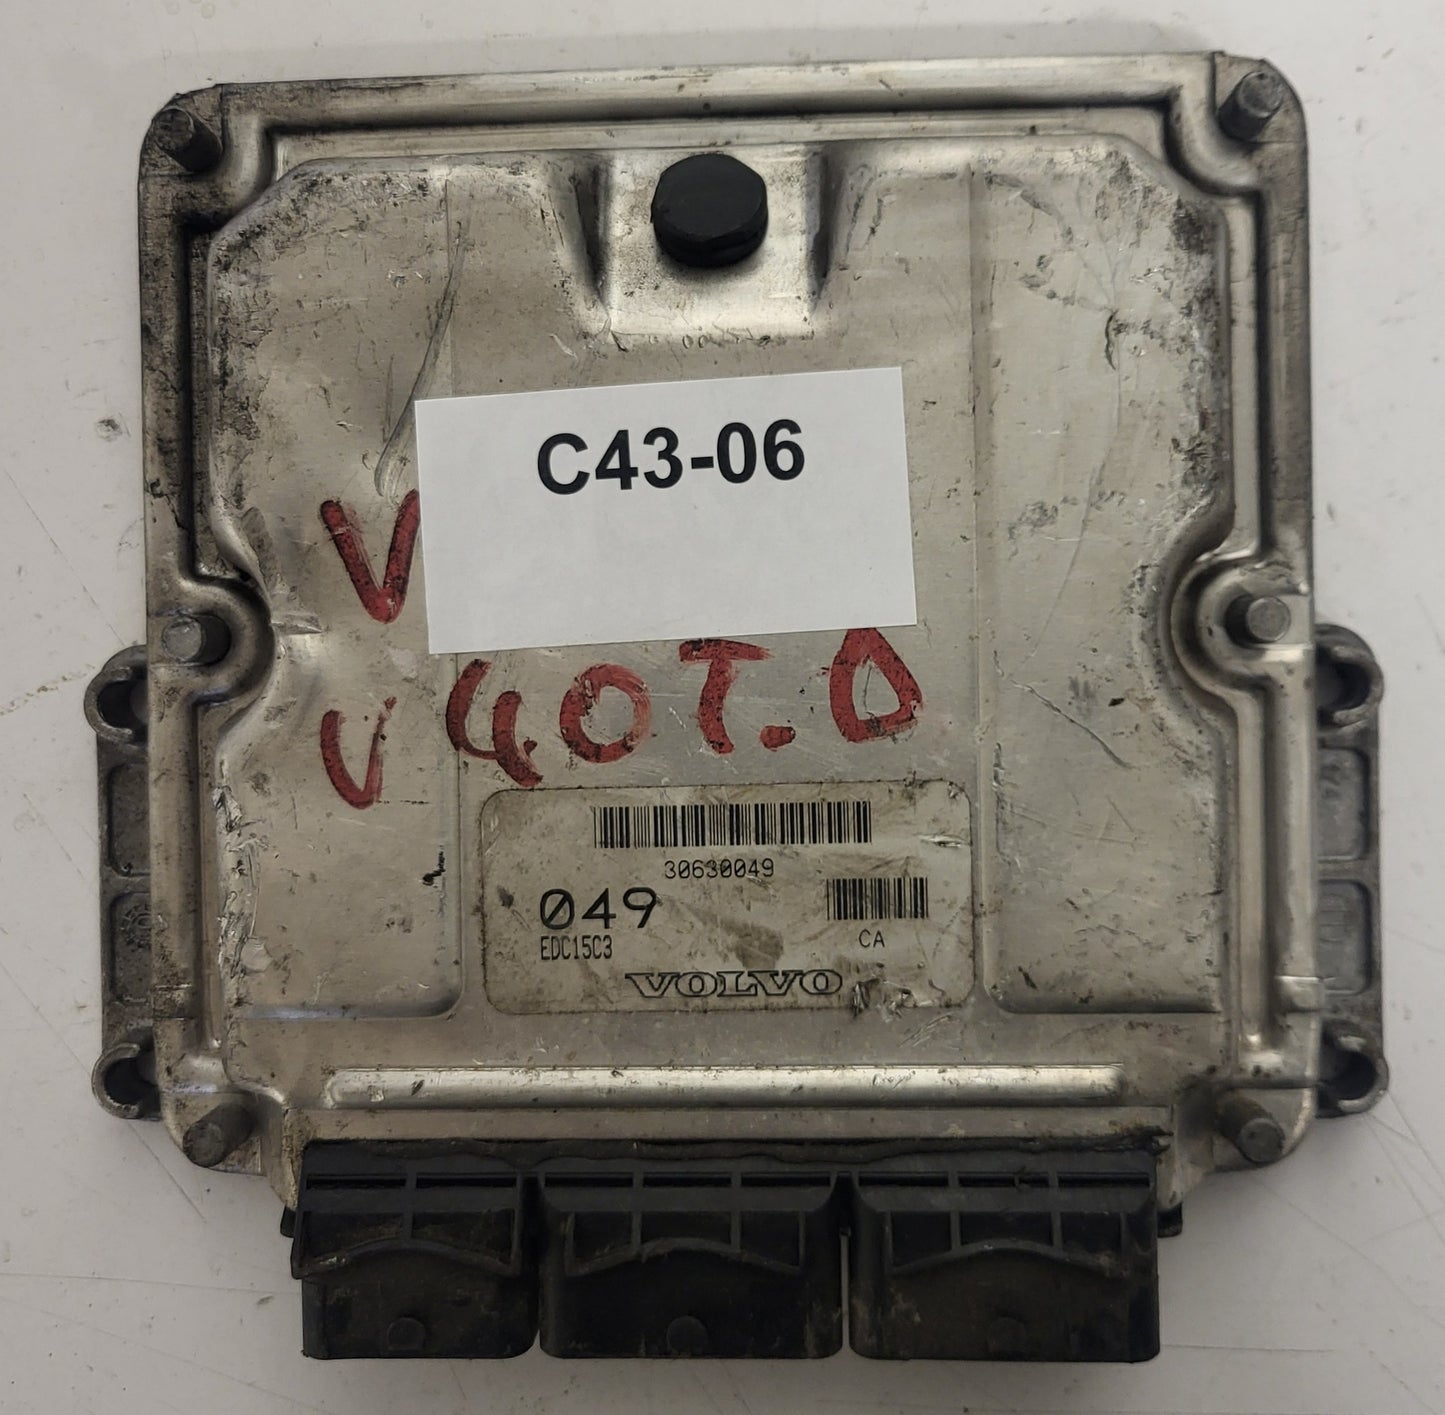 C43-06
V
V40T.D
30630049
049
CA
EDC15C3
VOLVO